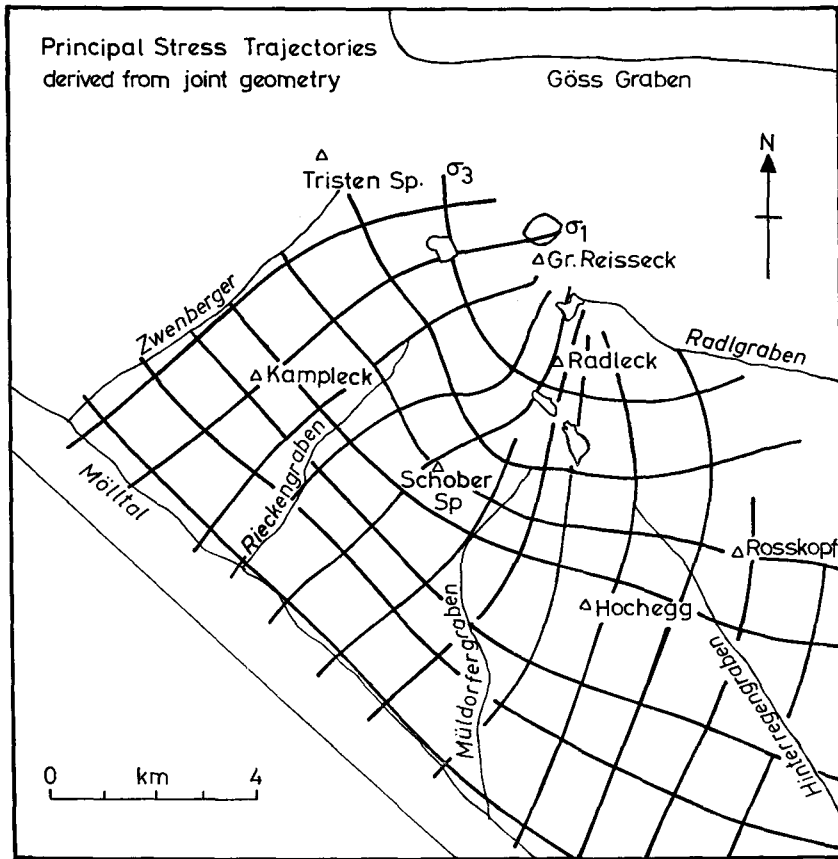 Principal Stress Trajectories
derived from joint geometry
Göss Graben
N
Tristen Sp.
σ3
σ1
Gr. Reisseck
Zwenberger
Radlgraben
Kampleck
Radleck
Mölltal
Rieckengraben
Schober
Sp
Rosskopf
Hochegg
Müldorfergraben
Hinterregengraben
0 km 4